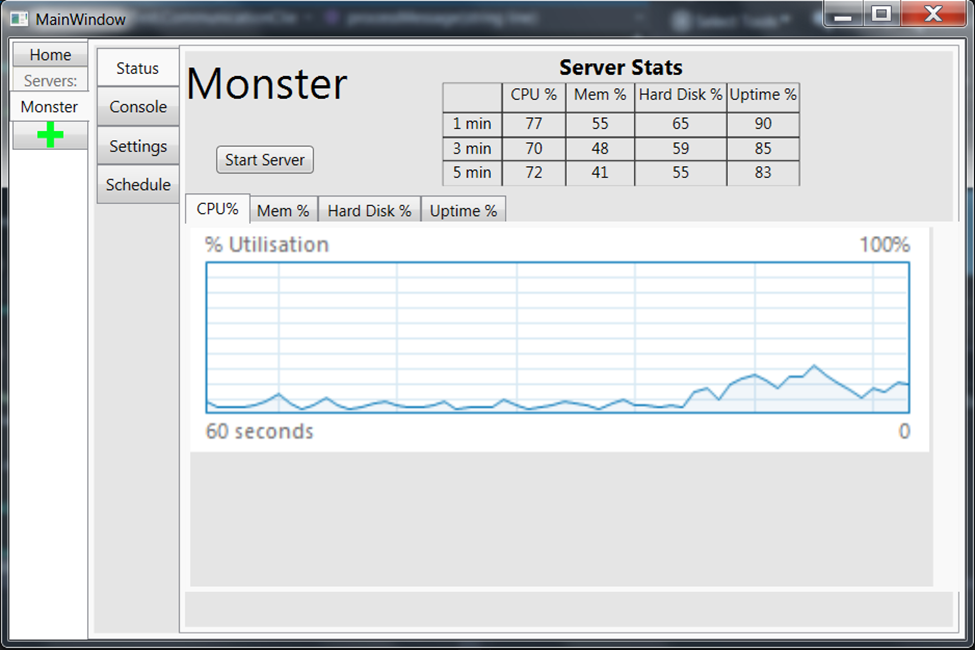 MainWindow
Home
Servers:
Monster
Status
Console
Settings
Schedule
Monster
Start Server
Server Stats
CPU % Mem % Hard Disk % Uptime %
1 min 77 55 65 90
3 min 70 48 59 85
5 min 72 41 55 83
CPU% Mem % Hard Disk % Uptime %
% Utilisation 100%
60 seconds 0